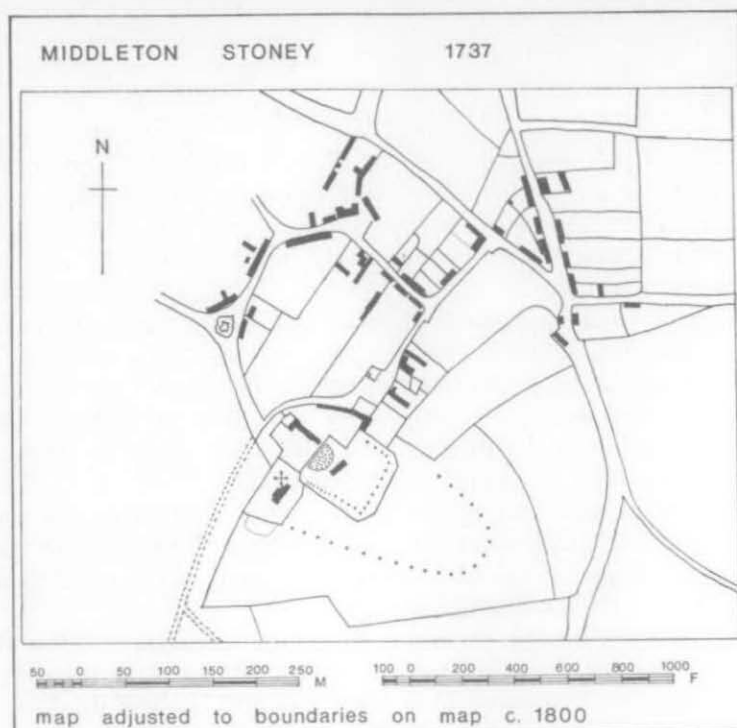 MIDDLETON STONEY 1737
N
50 0 50 100 150 200 250 M
100 0 200 400 600 800 1000 F
map adjusted to boundaries on map c. 1800